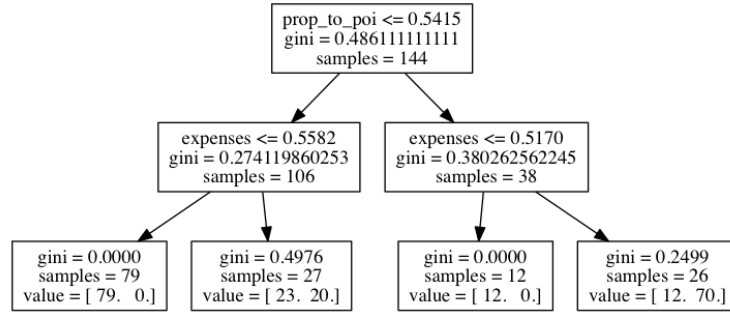 prop_to_poi <= 0.5415
gini = 0.486111111111
samples = 144
expenses <= 0.5582
gini = 0.274119860253
samples = 106
expenses <= 0.5170
gini = 0.380262562245
samples = 38
gini = 0.0000
samples = 79
value = [ 79. 0.]
gini = 0.4976
samples = 27
value = [ 23. 20.]
gini = 0.0000
samples = 12
value = [ 12. 0.]
gini = 0.2499
samples = 26
value = [ 12. 70.]